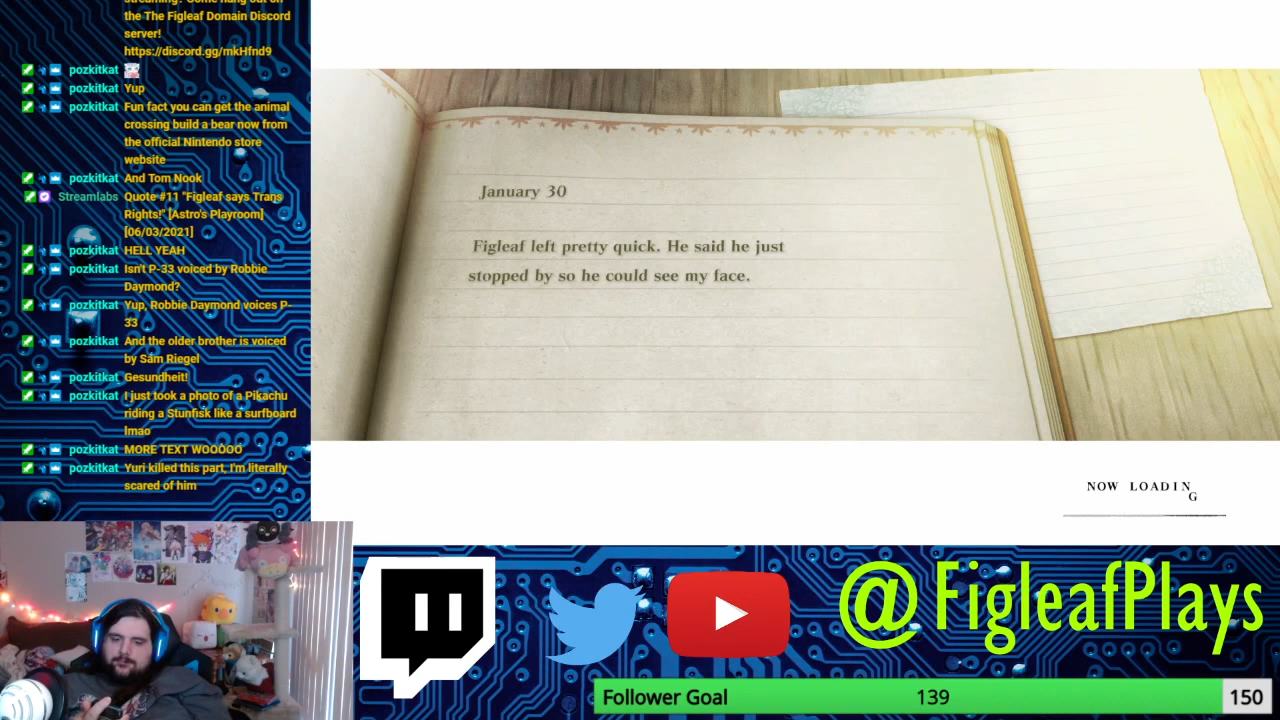 the The Figleaf Domain Discord
server!
https://discord.gg/mkHfnd9
pozkitkat
pozkitkat Yup
pozkitkat Fun fact you can get the animal
crossing build a bear now from
the official Nintendo store
website
pozkitkat And Tom Nook
Streamlabs Quote #11 "Figleaf says Trans
Rights!" [Astro's Playroom]
[06/03/2021]
pozkitkat HELL YEAH
pozkitkat Isn't P-33 voiced by Robbie
Daymond?
pozkitkat Yup, Robbie Daymond voices P-
33
pozkitkat And the older brother is voiced
by Sam Riegel
pozkitkat Gesundheit!
pozkitkat I just took a photo of a Pikachu
riding a Stunfisk like a surfboard
lmao
pozkitkat MORE TEXT WOOOOO
pozkitkat Yuri killed this part, I'm literally
scared of him
January 30
Figleaf left pretty quick. He said he just
stopped by so he could see my face.
NOW LOADING
@FigleafPlays
Follower Goal 139 150